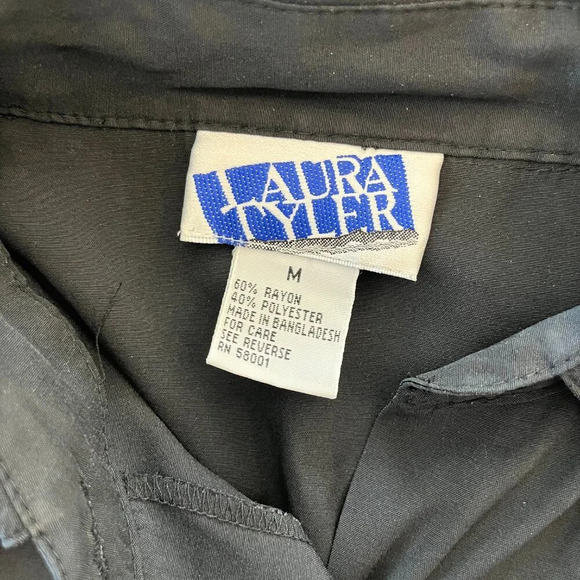 LAURA
TYLER
M
60% RAYON
40% POLYESTER
MADE IN BANGLADESH
FOR CARE
SEE REVERSE
RN 58001